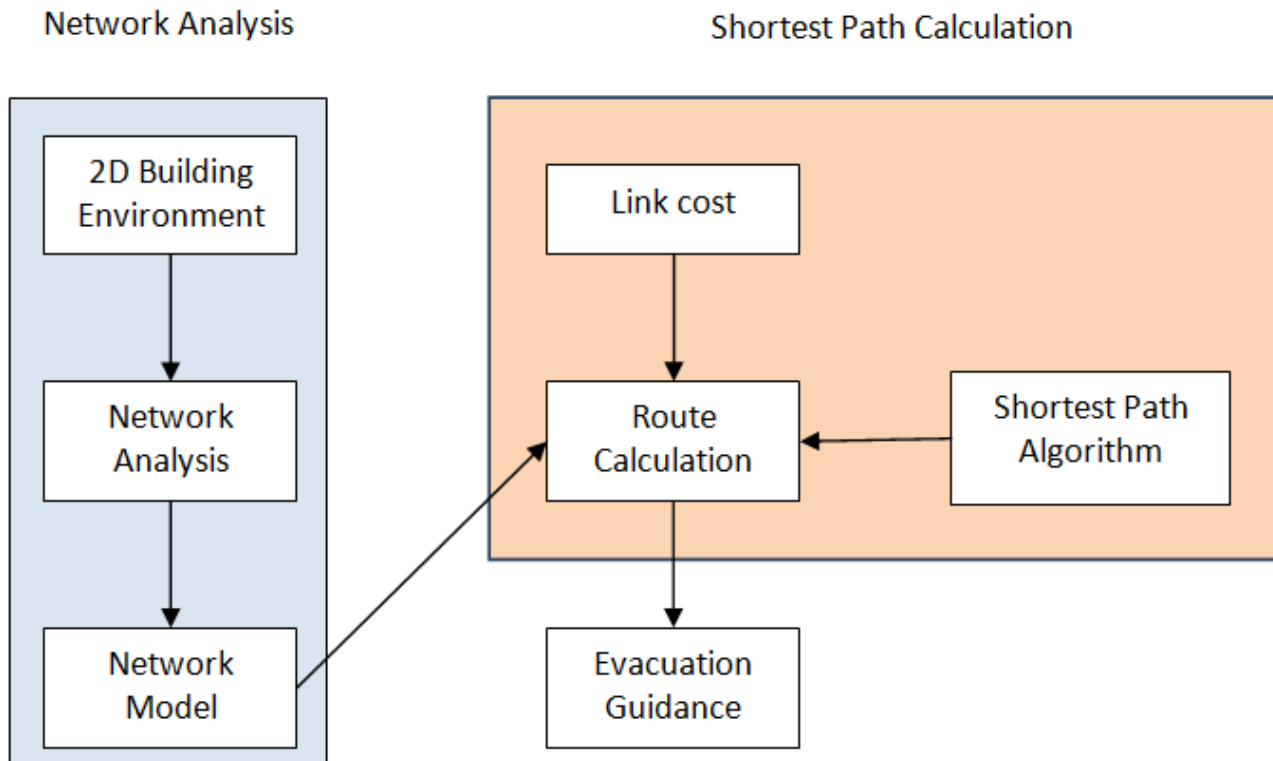 Network Analysis
Shortest Path Calculation
2D Building
Environment
Network
Analysis
Network
Model
Link cost
Route
Calculation
Shortest Path
Algorithm
Evacuation
Guidance